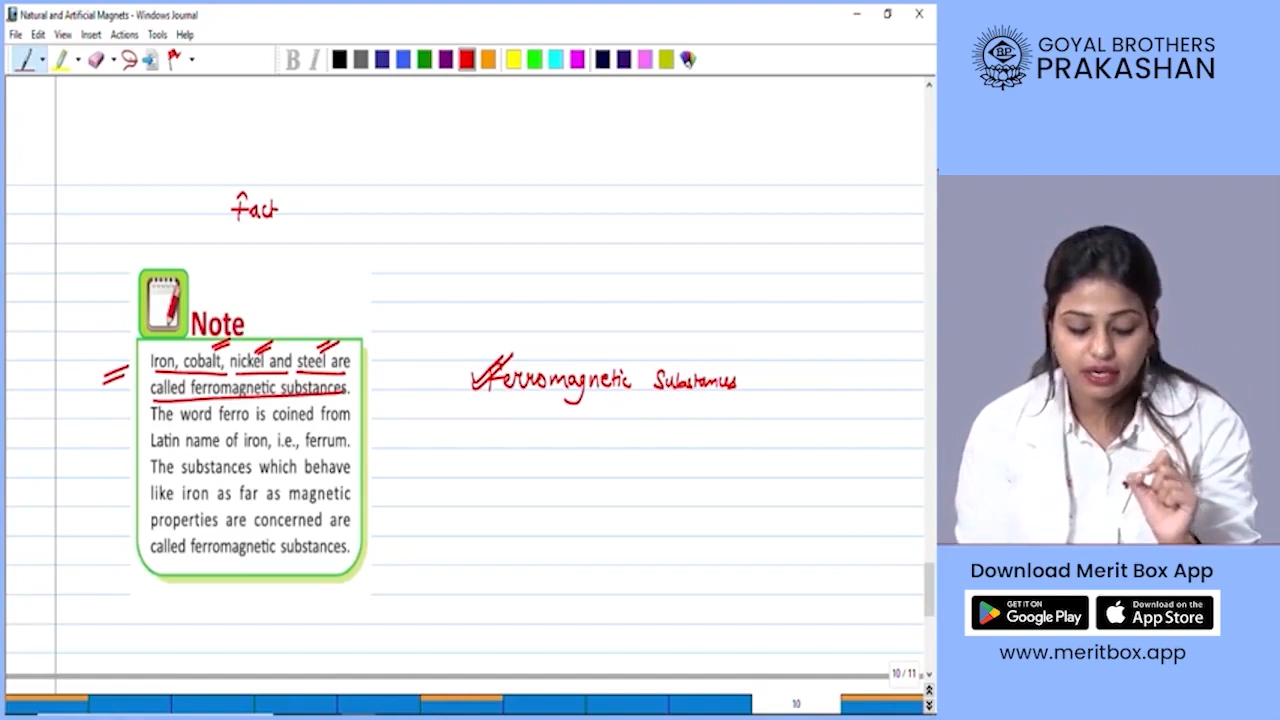 Natural and Artificial Magnets - Windows Journal
File Edit View Insert Actions Tools Help
B I
GOYAL BROTHERS
PRAKASHAN
Fact
Note
Iron, cobalt, nickel and steel are
called ferromagnetic substances.
The word ferro is coined from
Latin name of iron, i.e., ferrum.
The substances which behave
like iron as far as magnetic
properties are concerned are
called ferromagnetic substances.
Ferromagnetic Substances
10 / 11
10
Download Merit Box App
GET IT ON
Google Play
Download on the
App Store
www.meritbox.app